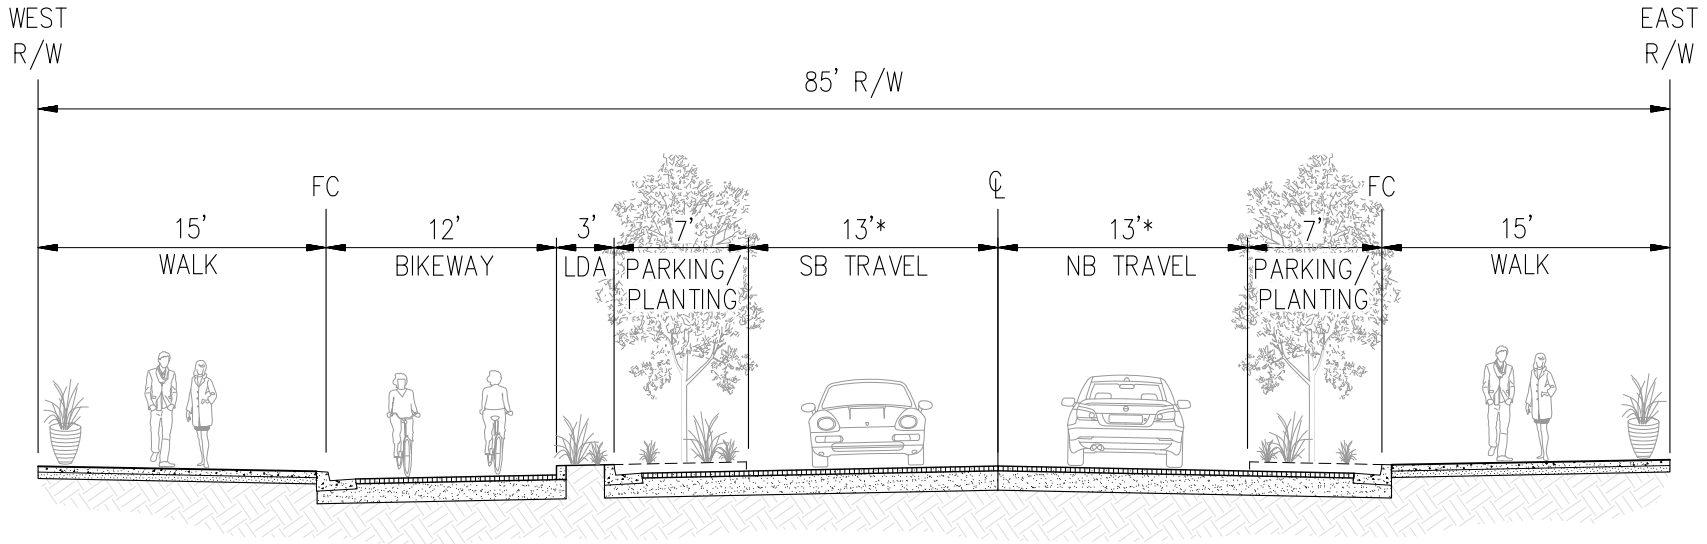 WEST
R/W
EAST
R/W
85' R/W
FC
℄
FC
15'
12'
3'
7'
13'*
13'*
7'
15'
WALK
BIKEWAY
LDA
PARKING/
PLANTING
SB TRAVEL
NB TRAVEL
PARKING/
PLANTING
WALK